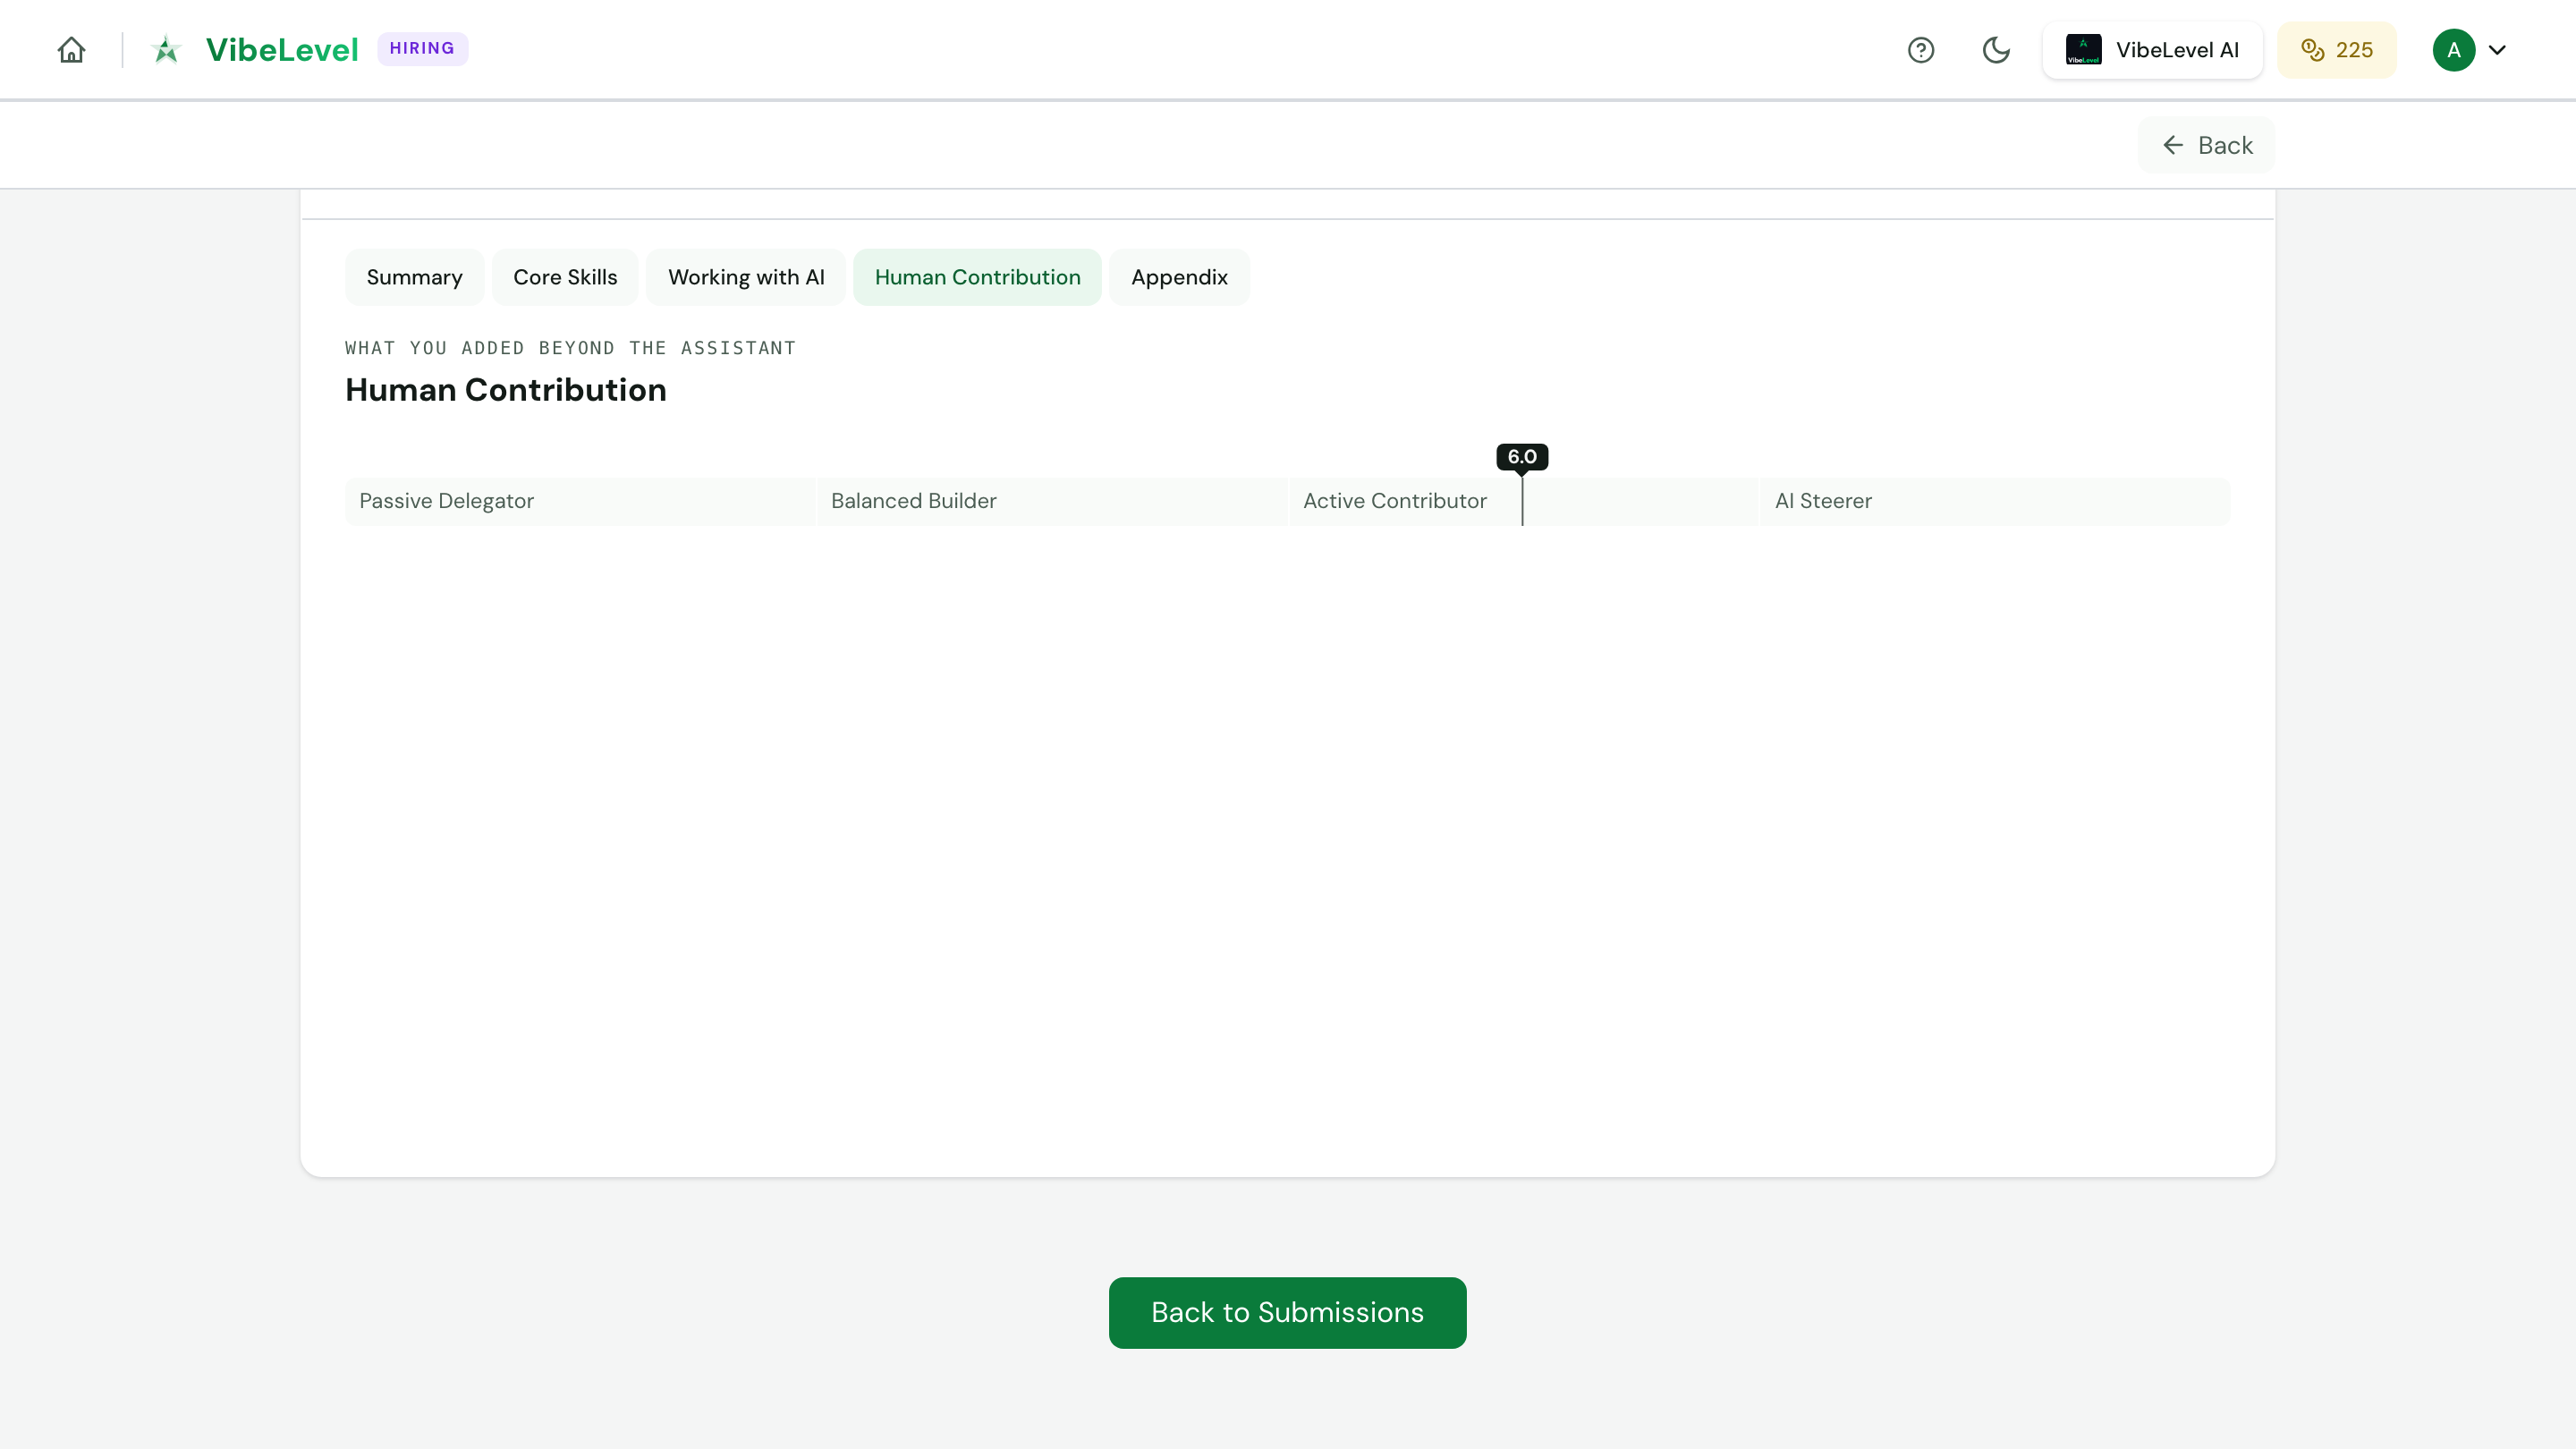 VibeLevel HIRING
VibeLevel
VibeLevel AI
225
A
Back
Summary
Core Skills
Working with AI
Human Contribution
Appendix
WHAT YOU ADDED BEYOND THE ASSISTANT
Human Contribution
6.0
Passive Delegator
Balanced Builder
Active Contributor
AI Steerer
Back to Submissions